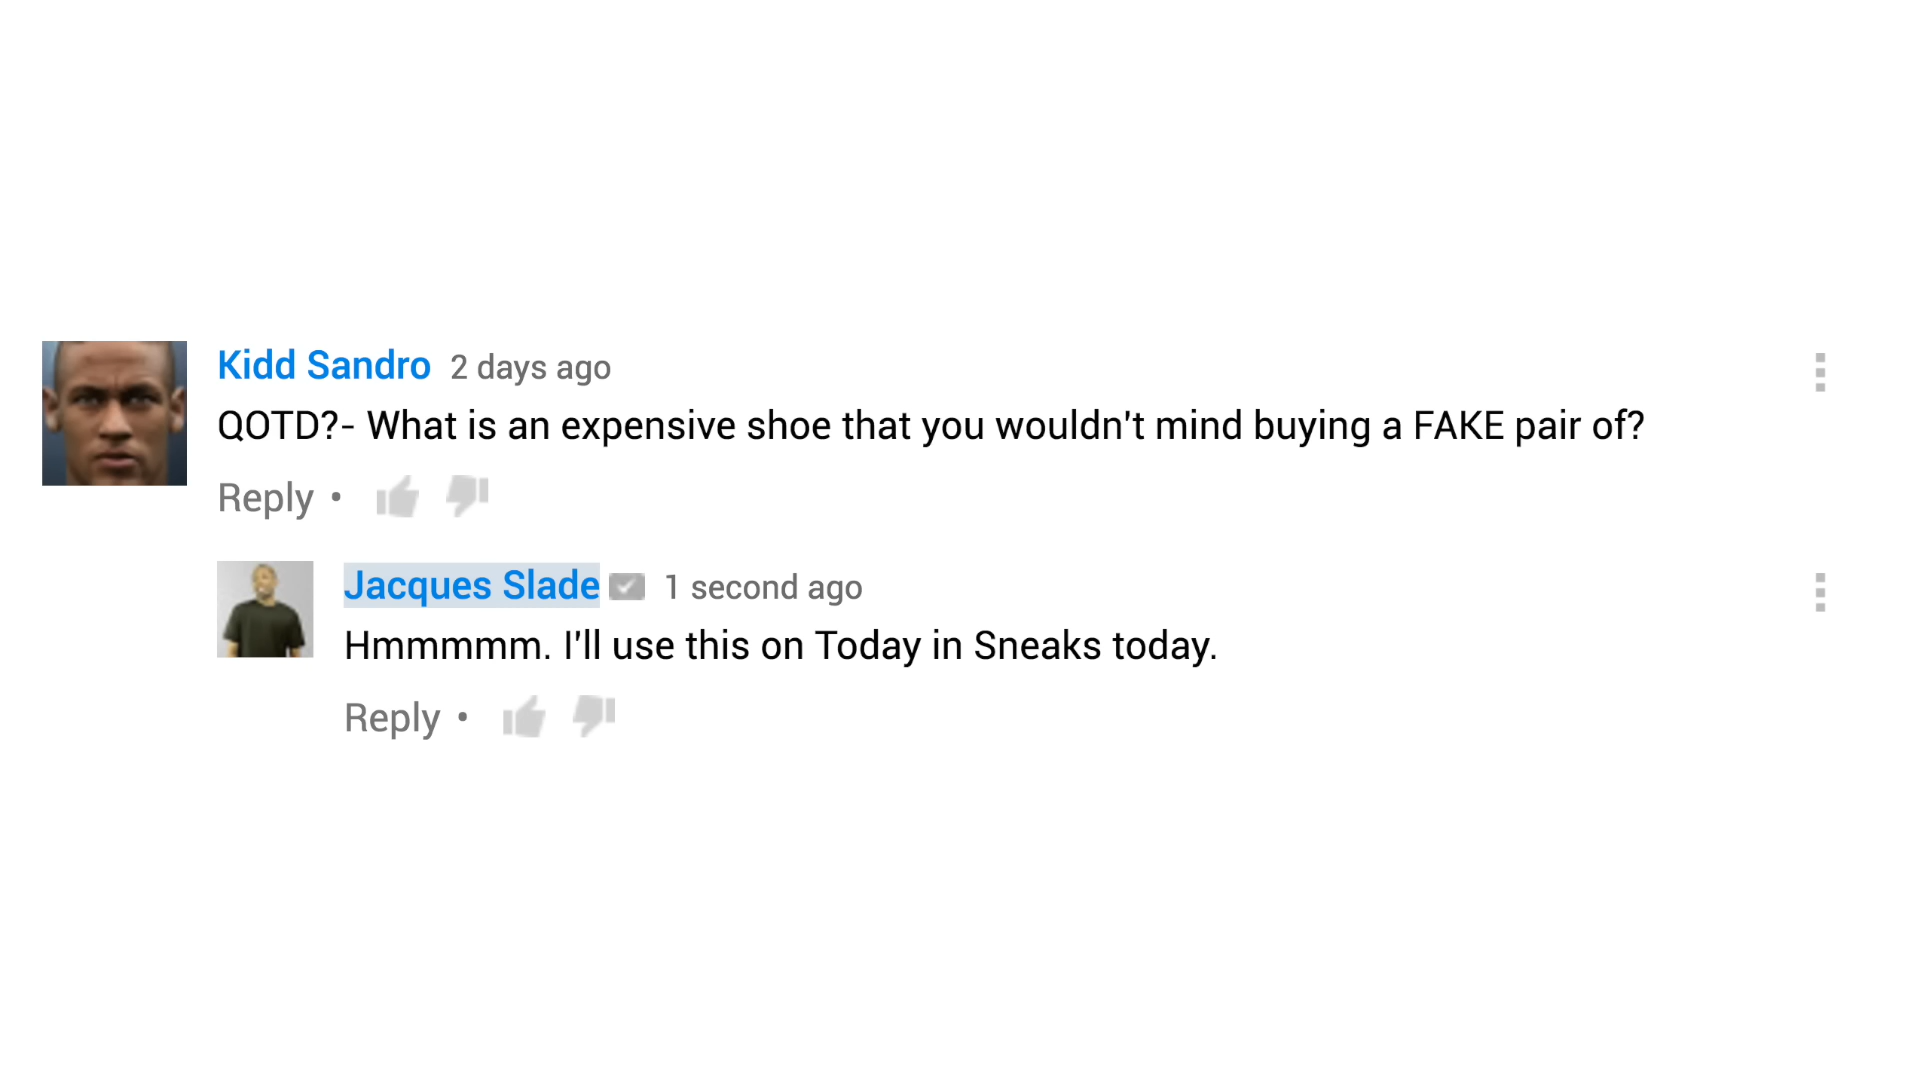 Kidd Sandro 2 days ago
QOTD?- What is an expensive shoe that you wouldn't mind buying a FAKE pair of?
Reply •
Jacques Slade 1 second ago
Hmmmmm. I'll use this on Today in Sneaks today.
Reply •